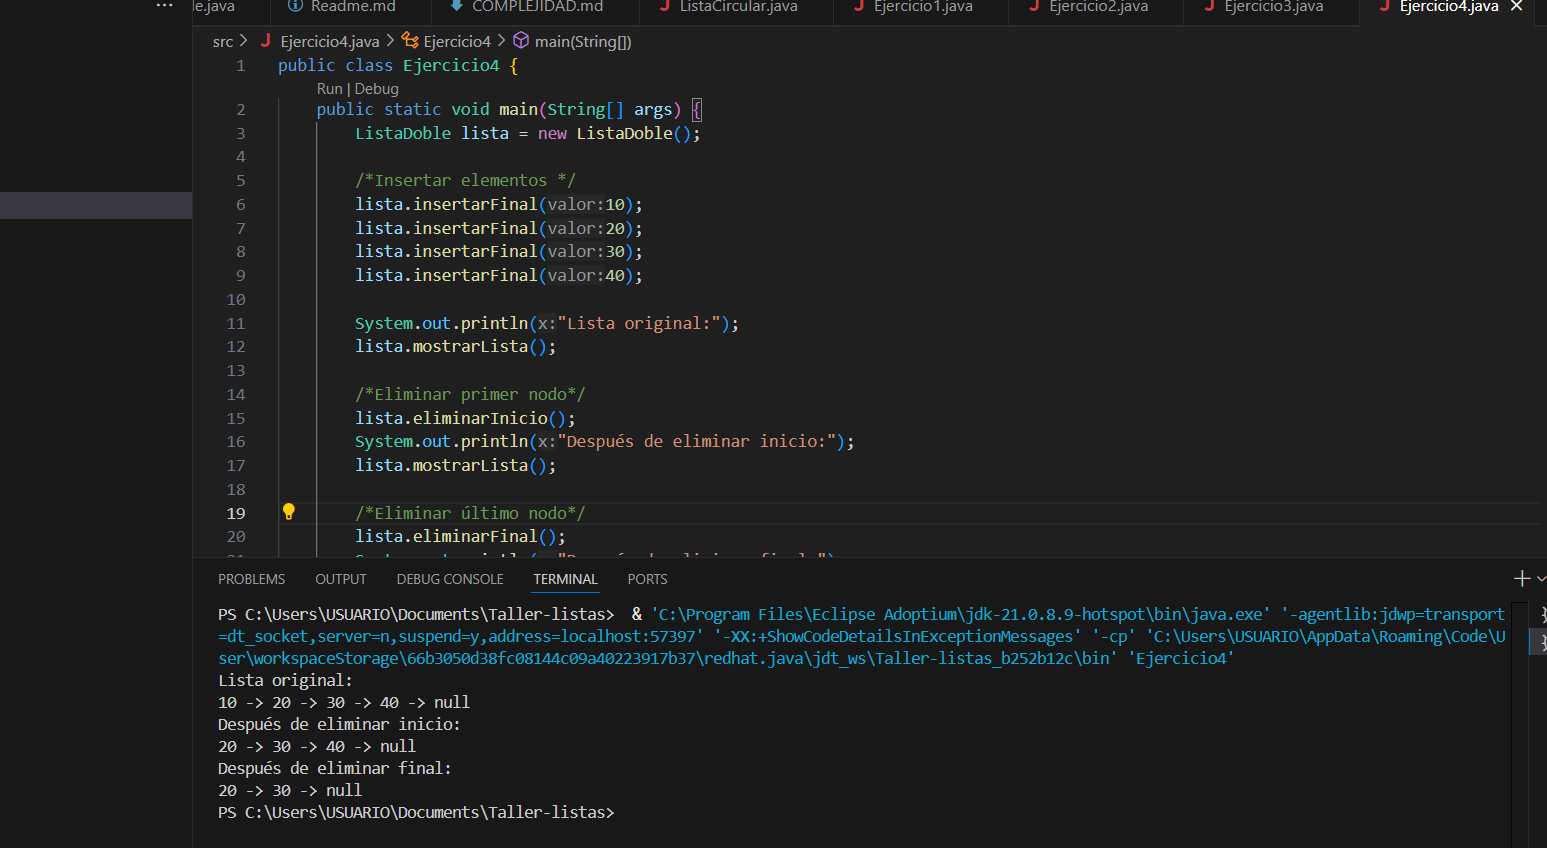 le.java Readme.md COMPLEJIDAD.md ListaCircular.java Ejercicio1.java Ejercicio2.java Ejercicio3.java Ejercicio4.java
src > Ejercicio4.java > Ejercicio4 > main(String[])
1 public class Ejercicio4 {
Run | Debug
2 public static void main(String[] args) {
3 ListaDoble lista = new ListaDoble();
4
5 /*Insertar elementos */
6 lista.insertarFinal(valor:10);
7 lista.insertarFinal(valor:20);
8 lista.insertarFinal(valor:30);
9 lista.insertarFinal(valor:40);
10
11 System.out.println(x:"Lista original:");
12 lista.mostrarLista();
13
14 /*Eliminar primer nodo*/
15 lista.eliminarInicio();
16 System.out.println(x:"Después de eliminar inicio:");
17 lista.mostrarLista();
18
19 /*Eliminar último nodo*/
20 lista.eliminarFinal();
PROBLEMS OUTPUT DEBUG CONSOLE TERMINAL PORTS
PS C:\Users\USUARIO\Documents\Taller-listas> & 'C:\Program Files\Eclipse Adoptium\jdk-21.0.8.9-hotspot\bin\java.exe' '-agentlib:jdwp=transport
=dt_socket,server=n,suspend=y,address=localhost:57397' '-XX:+ShowCodeDetailsInExceptionMessages' '-cp' 'C:\Users\USUARIO\AppData\Roaming\Code\U
ser\workspaceStorage\66b3050d38fc08144c09a40223917b37\redhat.java\jdt_ws\Taller-listas_b252b12c\bin' 'Ejercicio4'
Lista original:
10 -> 20 -> 30 -> 40 -> null
Después de eliminar inicio:
20 -> 30 -> 40 -> null
Después de eliminar final:
20 -> 30 -> null
PS C:\Users\USUARIO\Documents\Taller-listas>